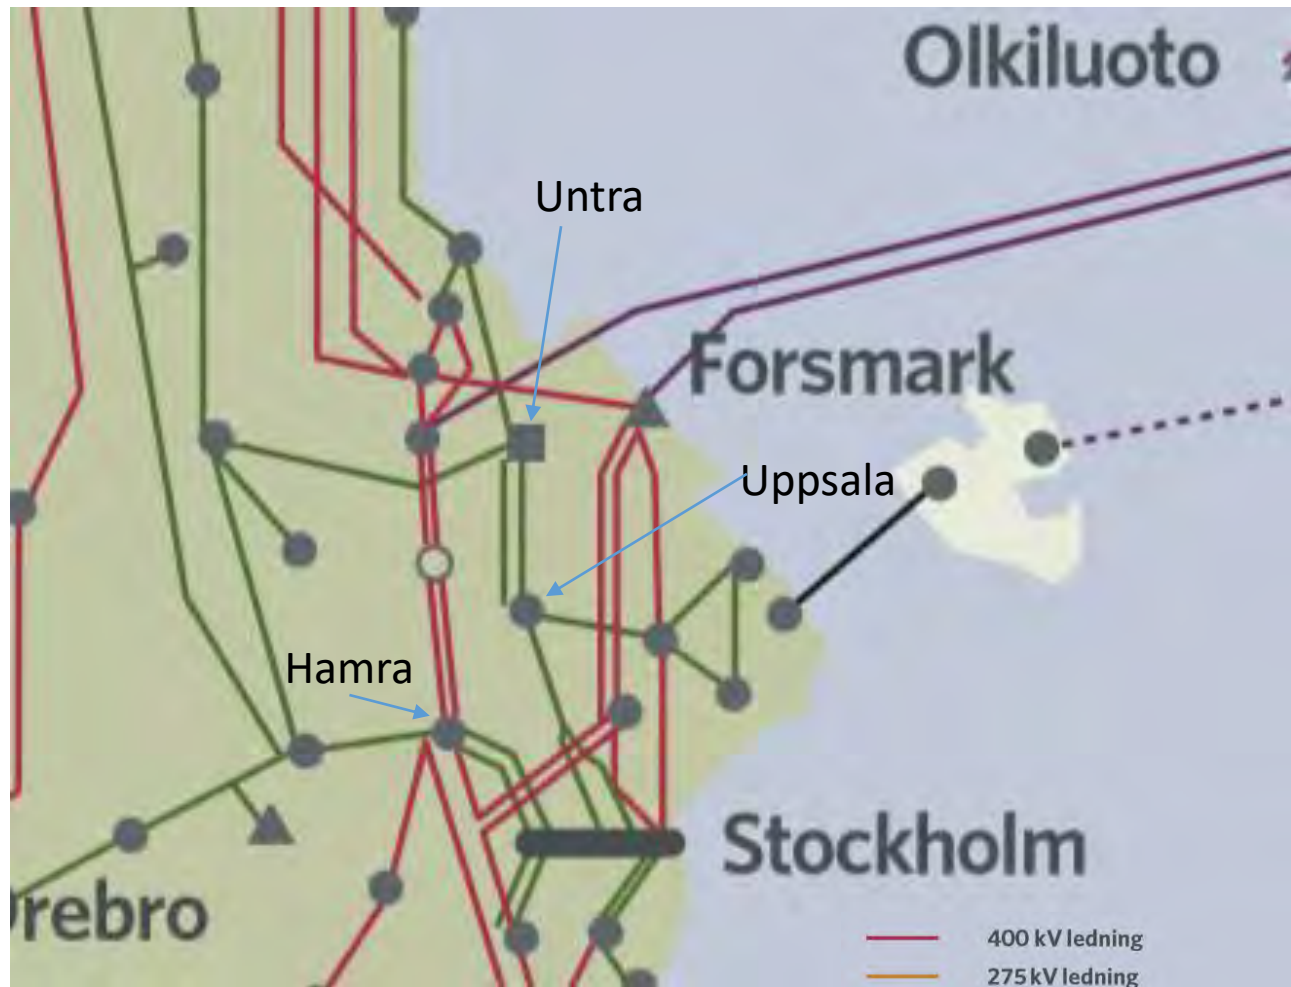 Olkiluoto
Untra
Forsmark
Uppsala
Hamra
Stockholm
rebro
400 kV ledning
275 kV ledning